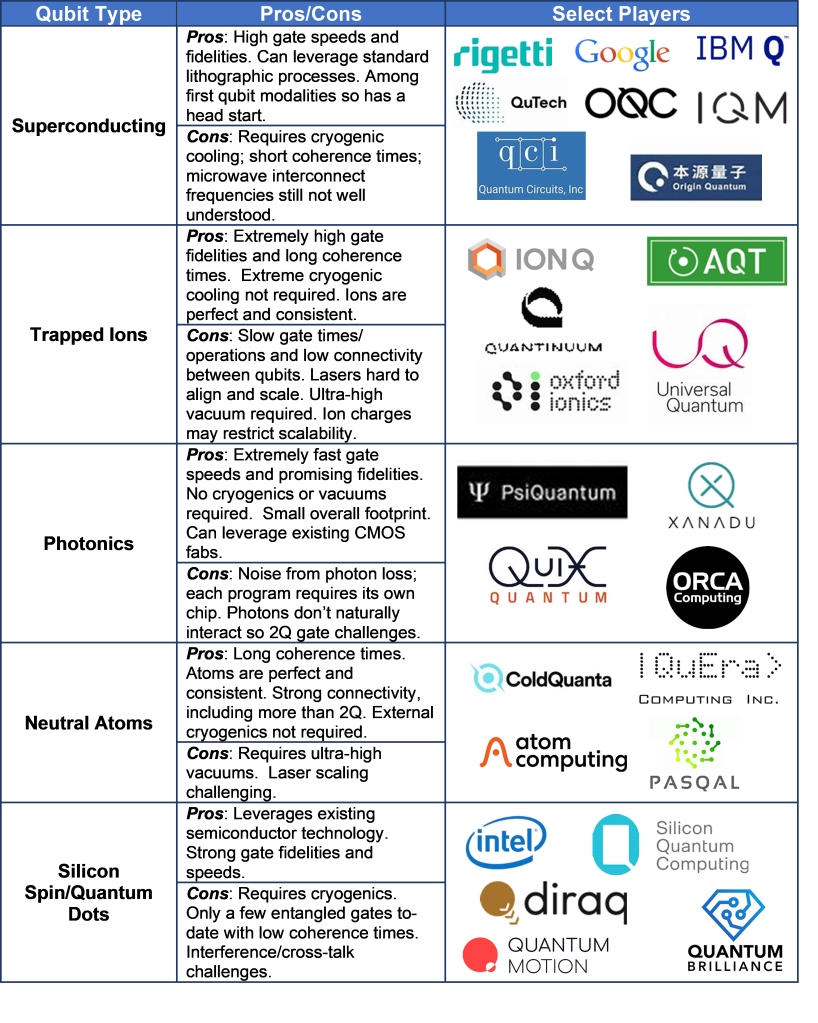 Qubit Type
Pros/Cons
Select Players
Superconducting
Pros: High gate speeds and
fidelities. Can leverage standard
lithographic processes. Among
first qubit modalities so has a
head start.
Cons: Requires cryogenic
cooling; short coherence times;
microwave interconnect
frequencies still not well
understood.
rigetti
Google
IBM Q™
QuTech
OQC
IQM
qci
Quantum Circuits, Inc
本源量子
Origin Quantum
Trapped Ions
Pros: Extremely high gate
fidelities and long coherence
times.  Extreme cryogenic
cooling not required. Ions are
perfect and consistent.
Cons: Slow gate times/
operations and low connectivity
between qubits. Lasers hard to
align and scale. Ultra-high
vacuum required. Ion charges
may restrict scalability.
IONQ
AQT
QUANTINUUM
UQ
Universal
Quantum
oxford
ionics
Photonics
Pros: Extremely fast gate
speeds and promising fidelities.
No cryogenics or vacuums
required.  Small overall footprint.
Can leverage existing CMOS
fabs.
Cons: Noise from photon loss;
each program requires its own
chip. Photons don’t naturally
interact so 2Q gate challenges.
Ψ PsiQuantum
XANADU
QUIX
QUANTUM
ORCA
Computing
Neutral Atoms
Pros: Long coherence times.
Atoms are perfect and
consistent. Strong connectivity,
including more than 2Q. External
cryogenics not required.
Cons: Requires ultra-high
vacuums.  Laser scaling
challenging.
ColdQuanta
|QuEra>
COMPUTING INC.
atom
computing
PASQAL
Silicon
Spin/Quantum
Dots
Pros: Leverages existing
semiconductor technology.
Strong gate fidelities and
speeds.
Cons: Requires cryogenics.
Only a few entangled gates to-
date with low coherence times.
Interference/cross-talk
challenges.
intel
Silicon
Quantum
Computing
diraq
QUANTUM
MOTION
QUANTUM
BRILLIANCE